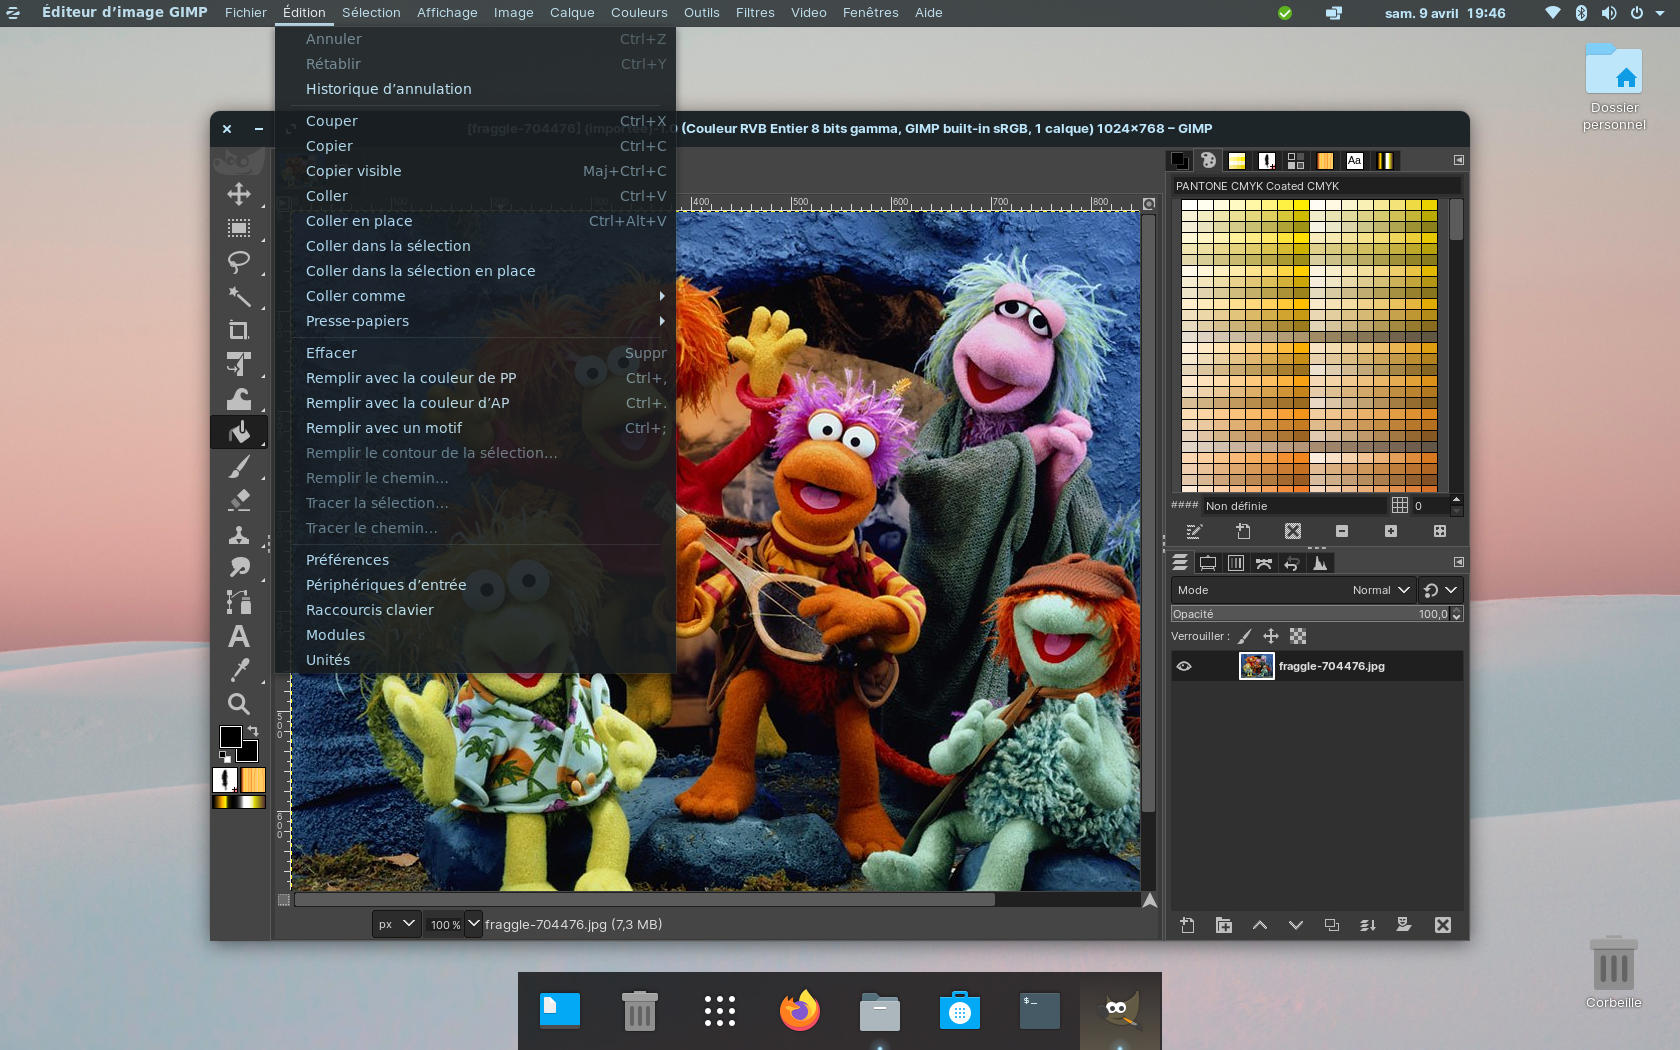 Éditeur d’image GIMP Fichier Édition Sélection Affichage Image Calque Couleurs Outils Filtres Video Fenêtres Aide sam. 9 avril 19:46
Annuler Ctrl+Z
Rétablir Ctrl+Y
Historique d’annulation
Couper Ctrl+X
Copier Ctrl+C
Copier visible Maj+Ctrl+C
Coller Ctrl+V
Coller en place Ctrl+Alt+V
Coller dans la sélection
Coller dans la sélection en place
Coller comme
Presse-papiers
Effacer Suppr
Remplir avec la couleur de PP Ctrl+,
Remplir avec la couleur d’AP Ctrl+.
Remplir avec un motif Ctrl+;
Remplir le contour de la sélection…
Remplir le chemin…
Tracer la sélection…
Tracer le chemin…
Préférences
Périphériques d’entrée
Raccourcis clavier
Modules
Unités
[fraggle-704476] (importée)-1.0 (Couleur RVB Entier 8 bits gamma, GIMP built-in sRGB, 1 calque) 1024×768 – GIMP
400 500 600 700 800
500
600
px 100 % fraggle-704476.jpg (7,3 MB)
Aa
PANTONE CMYK Coated CMYK
#### Non définie 0
Mode Normal
Opacité 100,0
Verrouiller :
fraggle-704476.jpg
Dossier
personnel
Corbeille
$_